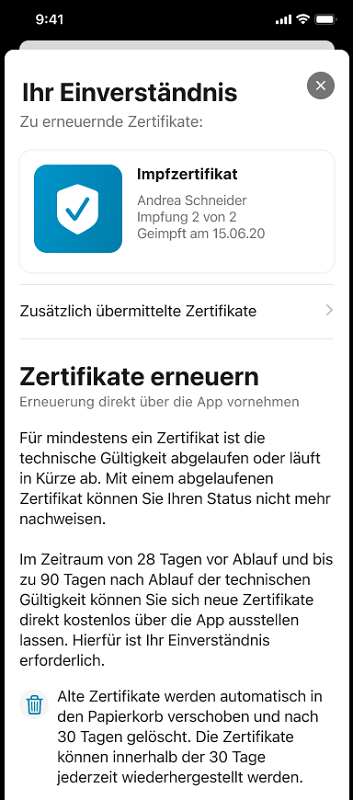 9:41
Ihr Einverständnis
Zu erneuernde Zertifikate:
Impfzertifikat
Andrea Schneider
Impfung 2 von 2
Geimpft am 15.06.20
Zusätzlich übermittelte Zertifikate
Zertifikate erneuern
Erneuerung direkt über die App vornehmen
Für mindestens ein Zertifikat ist die
technische Gültigkeit abgelaufen oder läuft
in Kürze ab. Mit einem abgelaufenen
Zertifikat können Sie Ihren Status nicht mehr
nachweisen.
Im Zeitraum von 28 Tagen vor Ablauf und bis
zu 90 Tagen nach Ablauf der technischen
Gültigkeit können Sie sich neue Zertifikate
direkt kostenlos über die App ausstellen
lassen. Hierfür ist Ihr Einverständnis
erforderlich.
Alte Zertifikate werden automatisch in
den Papierkorb verschoben und nach
30 Tagen gelöscht. Die Zertifikate
können innerhalb der 30 Tage
jederzeit wiederhergestellt werden.